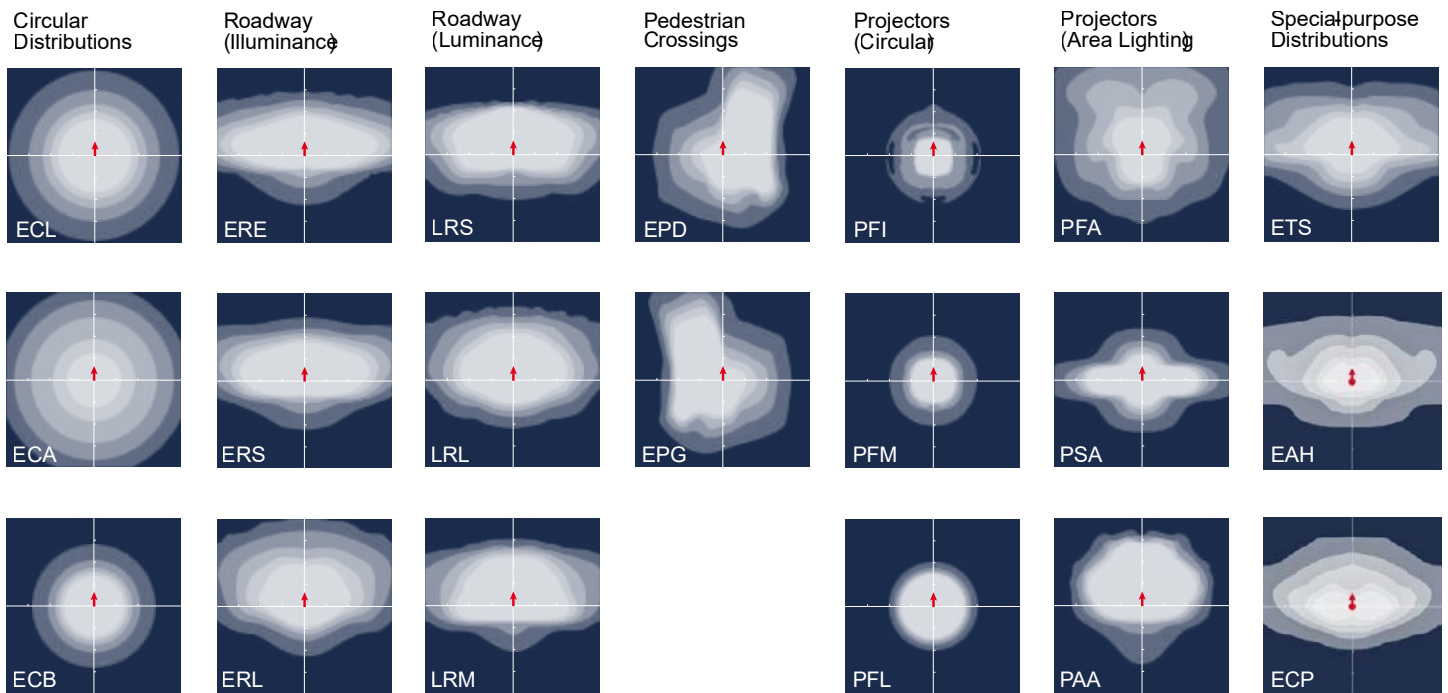 Circular
Distributions
Roadway
(Illuminance)
Roadway
(Luminance)
Pedestrian
Crossings
Projectors
(Circular)
Projectors
(Area Lighting)
Special-purpose
Distributions
ECL
ERE
LRS
EPD
PFI
PFA
ETS
ECA
ERS
LRL
EPG
PFM
PSA
EAH
ECB
ERL
LRM
PFL
PAA
ECP